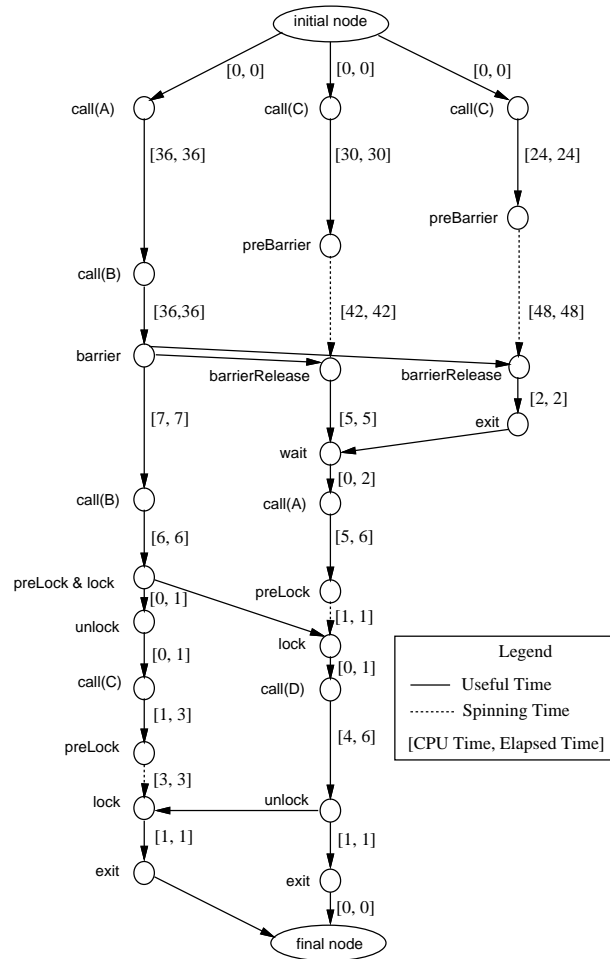 initial node
[0, 0]
[0, 0]
[0, 0]
call(A)
call(C)
call(C)
[36, 36]
[30, 30]
[24, 24]
preBarrier
preBarrier
call(B)
[36,36]
[42, 42]
[48, 48]
barrier
barrierRelease
barrierRelease
[2, 2]
[7, 7]
[5, 5]
exit
wait
[0, 2]
call(B)
call(A)
[6, 6]
[5, 6]
preLock & lock
preLock
[0, 1]
[1, 1]
unlock
lock
[0, 1]
[0, 1]
call(C)
call(D)
[1, 3]
[4, 6]
preLock
[3, 3]
lock
unlock
[1, 1]
[1, 1]
exit
exit
[0, 0]
final node
Legend
Useful Time
Spinning Time
[CPU Time, Elapsed Time]